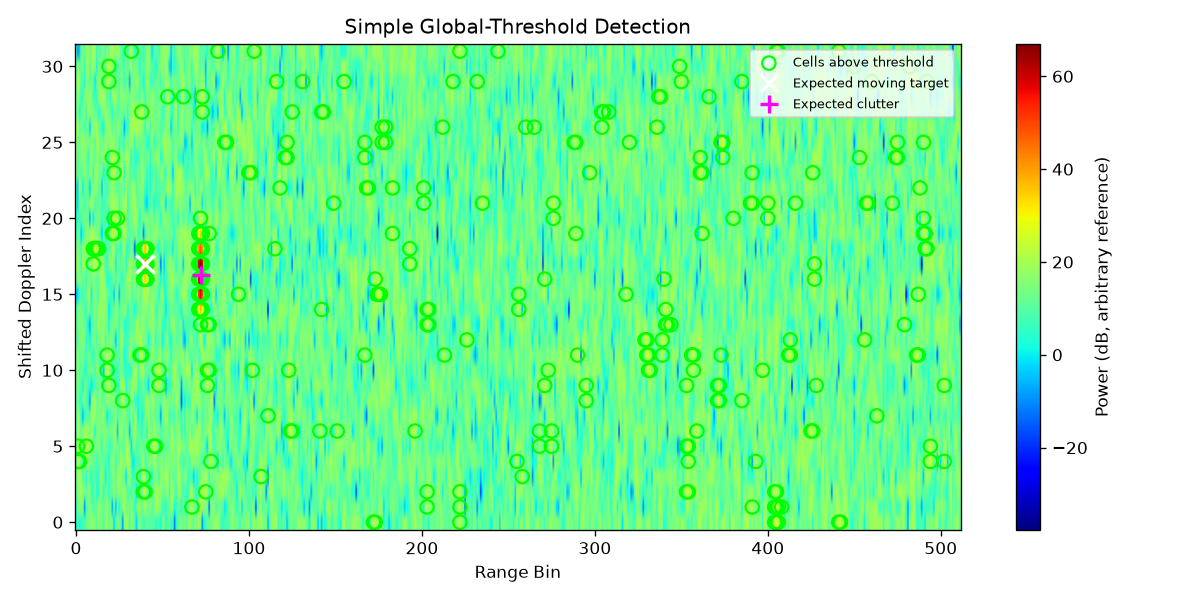 Simple Global-Threshold Detection
Cells above threshold
Expected moving target
Expected clutter
Shifted Doppler Index
30
25
20
15
10
5
0
0
100
200
300
400
500
Range Bin
60
40
20
0
−20
Power (dB, arbitrary reference)